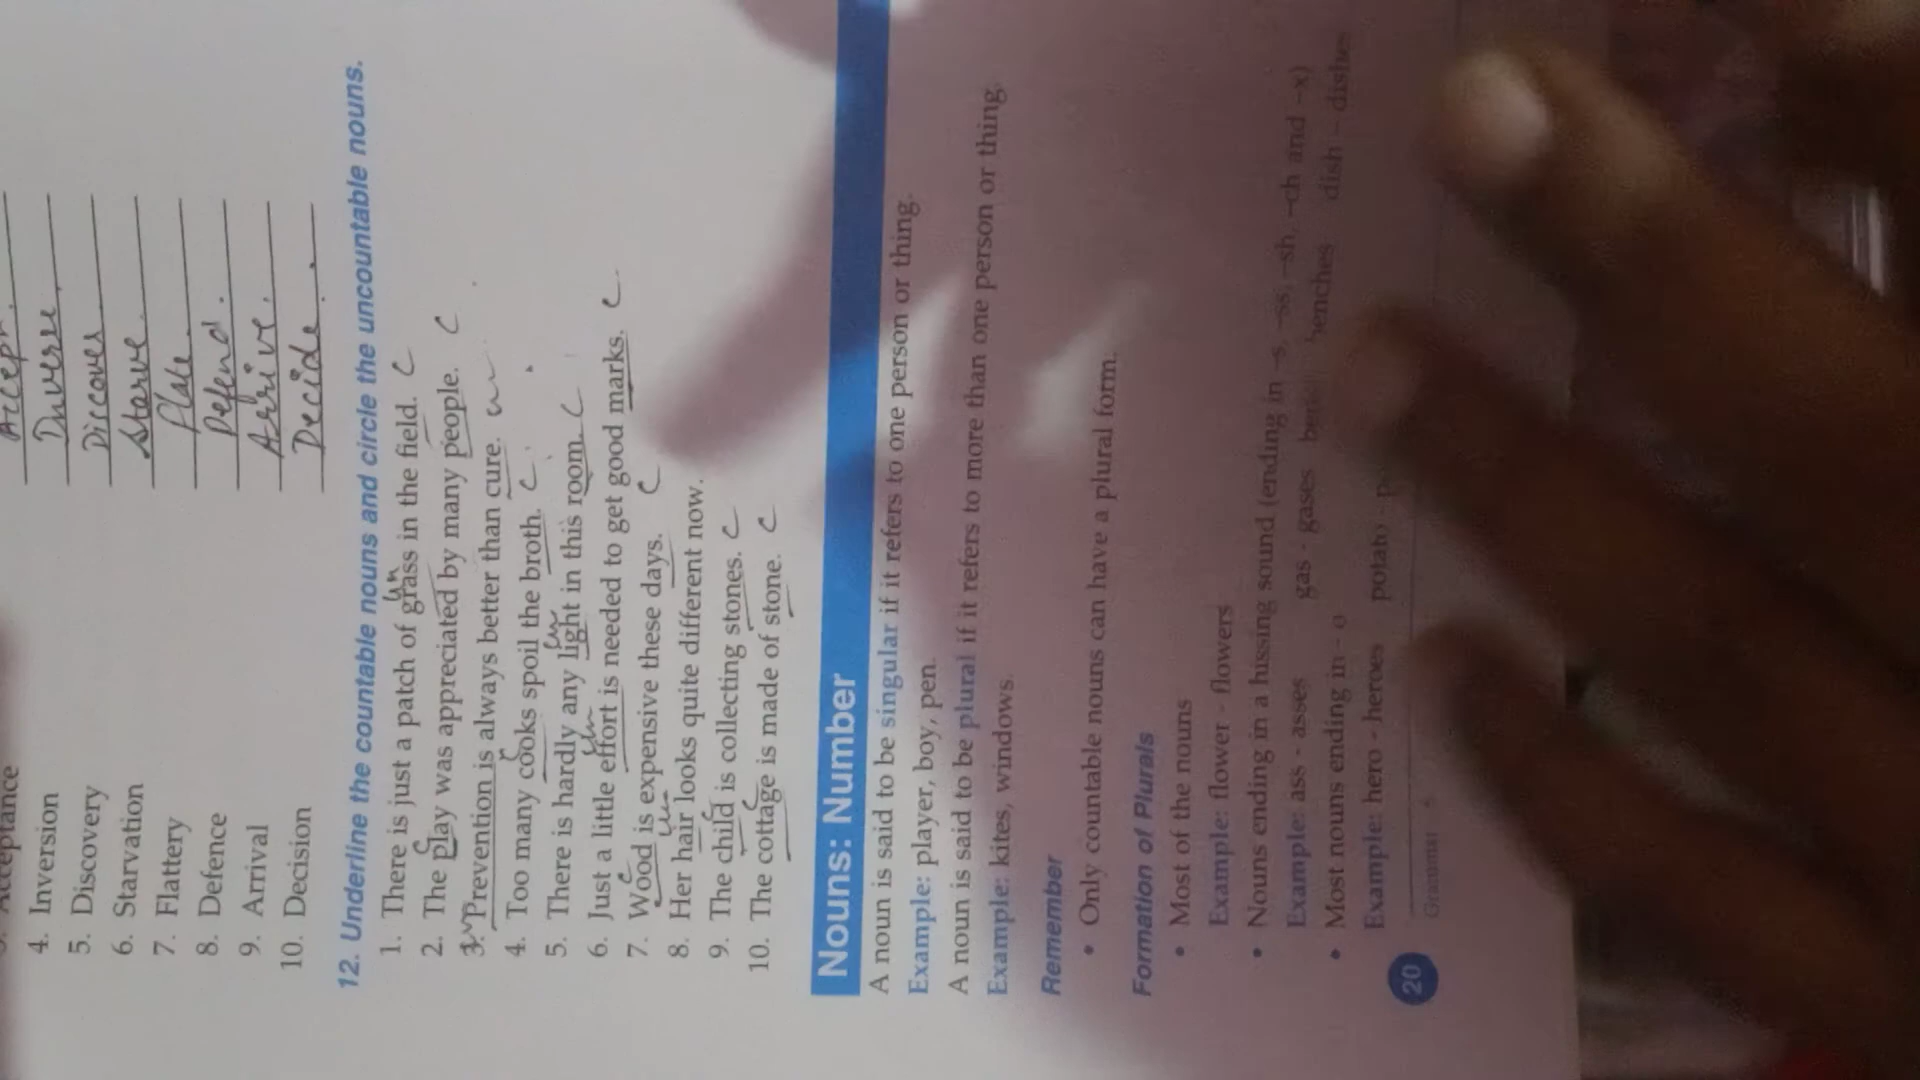 Accept.
4. Inversion Inverse.
5. Discovery Discover
6. Starvation Starve
7. Flattery
8. Defence Defend.
9. Arrival Arrive.
10. Decision Decide.
12. Underline the countable nouns and circle the uncountable nouns.
1. There is just a patch of grass in the field. C
2. The play was appreciated by many people. C
3. Prevention is always better than cure.
4. Too many cooks spoil the broth. C
5. There is hardly any light in this room. C
6. Just a little effort is needed to get good marks. C
7. Wood is expensive these days. C
8. Her hair looks quite different now.
9. The child is collecting stones. C
10. The cottage is made of stone. C
Nouns: Number
A noun is said to be singular if it refers to one person or thing.
Example: player, boy, pen.
A noun is said to be plural if it refers to more than one person or thing.
Example: kites, windows.
Remember
• Only countable nouns can have a plural form.
Formation of Plurals
• Most of the nouns
Example: flower - flowers
• Nouns ending in a hissing sound (ending in -s, -ss, -sh, -ch and -x)
Example: ass - asses gas - gases benches dish - dishes
• Most nouns ending in - o
Example: hero - heroes potato
20 Grammar